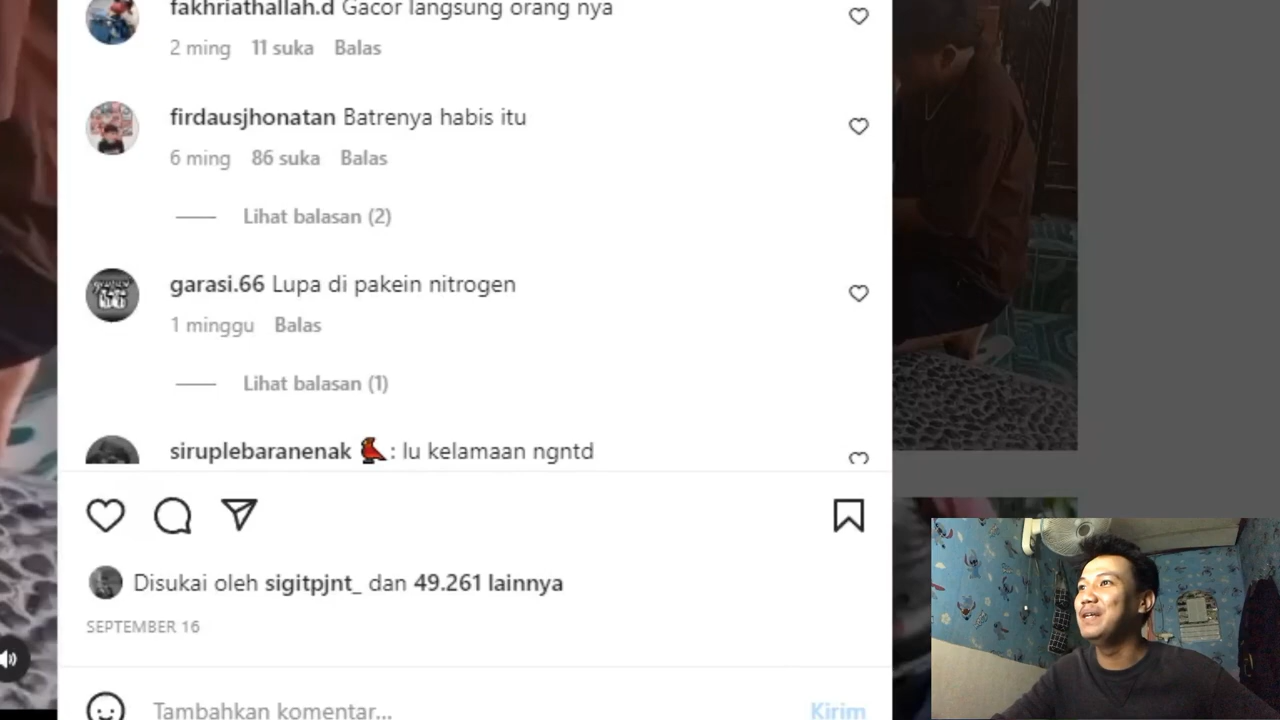 fakhriathallah.d Gacor langsung orang nya
2 ming 11 suka Balas
firdausjhonatan Batrenya habis itu
6 ming 86 suka Balas
Lihat balasan (2)
garasi.66 Lupa di pakein nitrogen
1 minggu Balas
Lihat balasan (1)
siruplebaranenak 🐦: lu kelamaan ngntd
Disukai oleh sigitpjnt_ dan 49.261 lainnya
SEPTEMBER 16
Tambahkan komentar...
Kirim